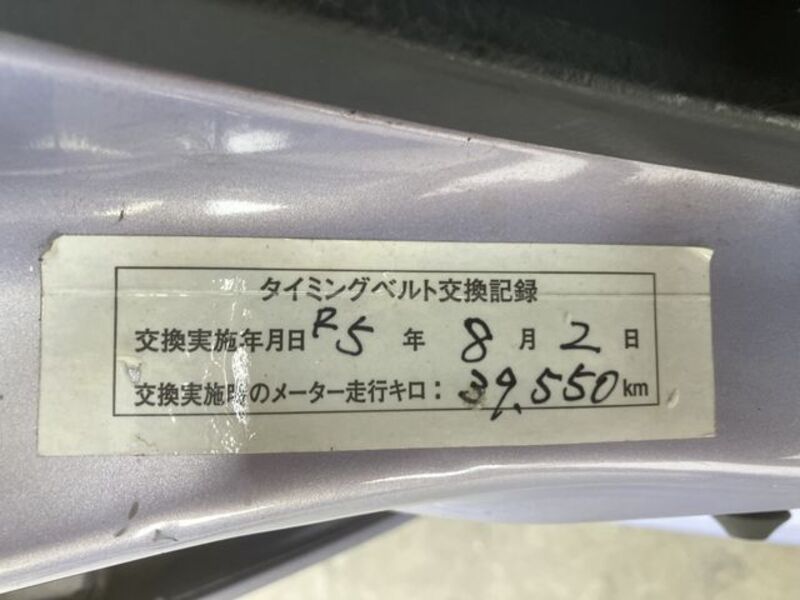 タイミングベルト交換記録
交換実施年月日 R5 年 8 月 2 日
交換実施時のメーター走行キロ：39,550km